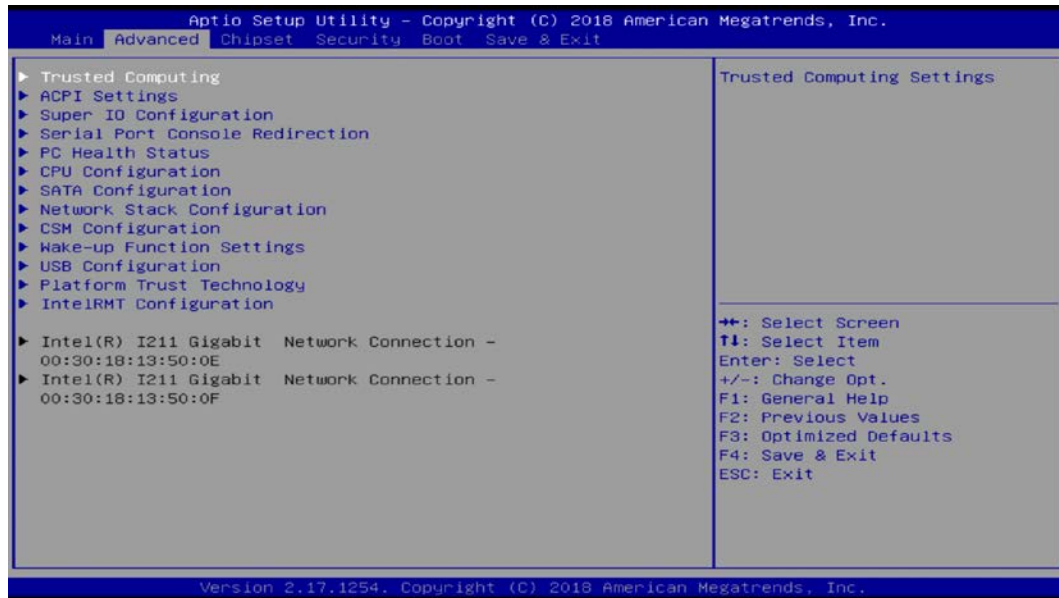 Aptio Setup Utility – Copyright (C) 2018 American Megatrends, Inc.
Main Advanced Chipset Security Boot Save & Exit
▶ Trusted Computing
▶ ACPI Settings
▶ Super IO Configuration
▶ Serial Port Console Redirection
▶ PC Health Status
▶ CPU Configuration
▶ SATA Configuration
▶ Network Stack Configuration
▶ CSM Configuration
▶ Wake-up Function Settings
▶ USB Configuration
▶ Platform Trust Technology
▶ IntelRMT Configuration
▶ Intel(R) I211 Gigabit  Network Connection –
00:30:18:13:50:0E
▶ Intel(R) I211 Gigabit  Network Connection –
00:30:18:13:50:0F
Trusted Computing Settings
→←: Select Screen
↑↓: Select Item
Enter: Select
+/-: Change Opt.
F1: General Help
F2: Previous Values
F3: Optimized Defaults
F4: Save & Exit
ESC: Exit
Version 2.17.1254. Copyright (C) 2018 American Megatrends, Inc.